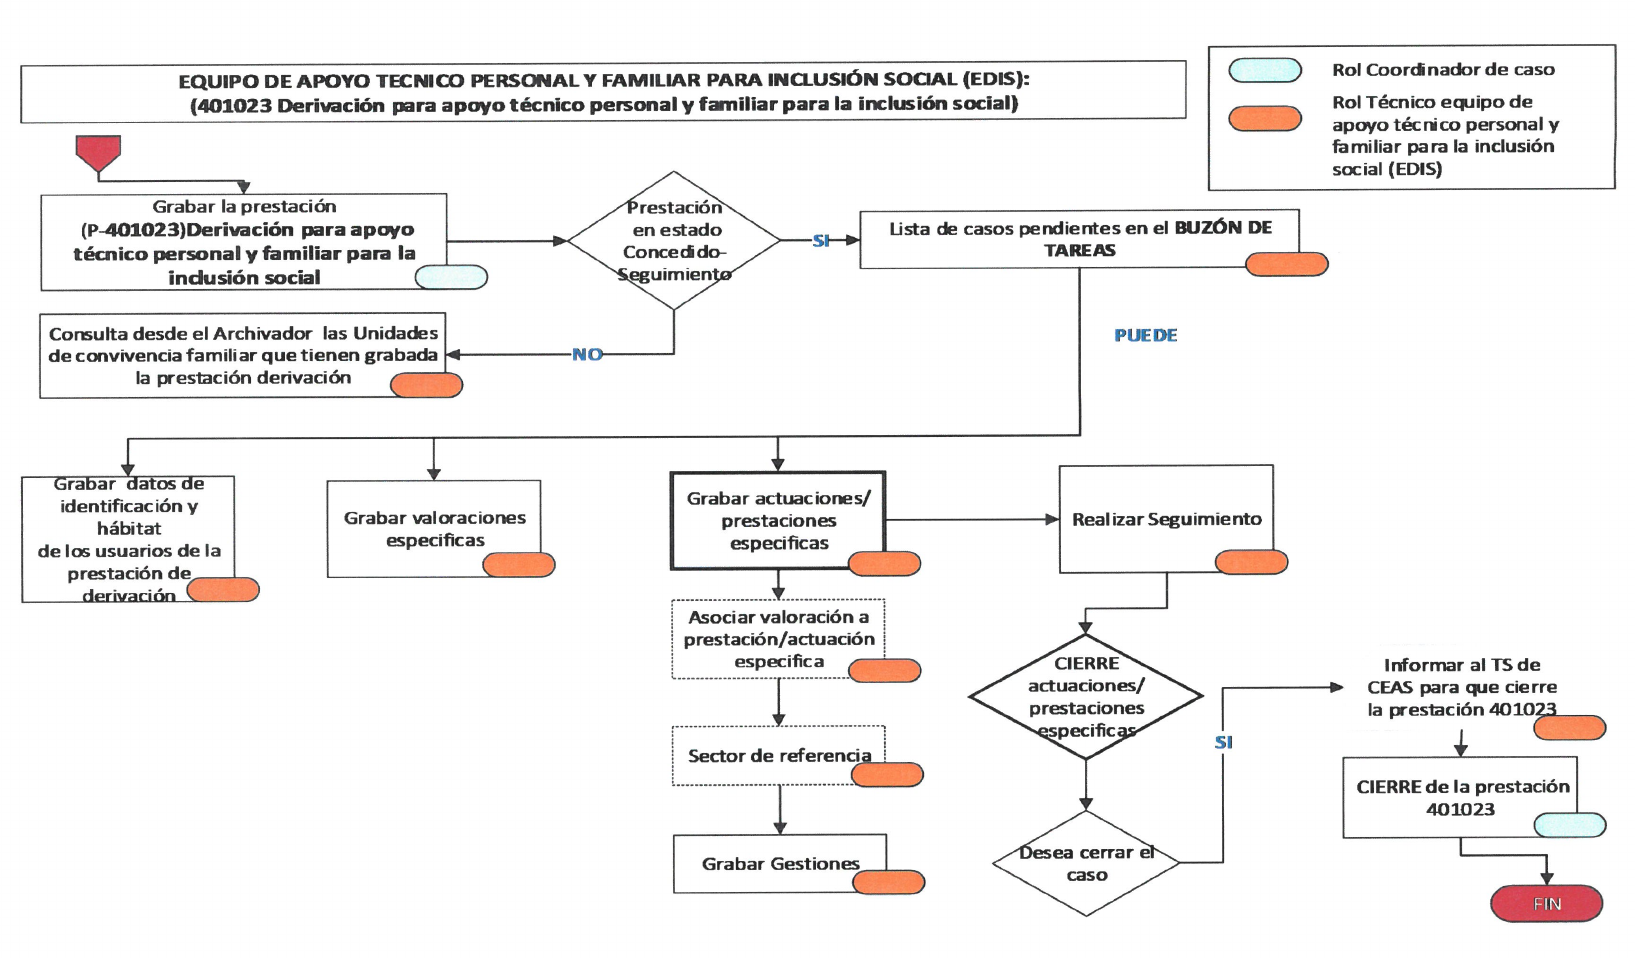 EQUIPO DE APOYO TECNICO PERSONAL Y FAMILIAR PARA INCLUSIÓN SOCIAL (EDIS):
(401023 Derivación para apoyo técnico personal y familiar para la inclusión social)
Rol Coordinador de caso
Rol Técnico equipo de
apoyo técnico personal y
familiar para la inclusión
social (EDIS)
Grabar la prestación
(P-401023)Derivación para apoyo
técnico personal y familiar para la
inclusión social
Prestación
en estado
Concedido-
Seguimiento
SI
Lista de casos pendientes en el BUZÓN DE
TAREAS
Consulta desde el Archivador las Unidades
de convivencia familiar que tienen grabada
la prestación derivación
NO
PUEDE
Grabar datos de
identificación y
hábitat
de los usuarios de la
prestación de
derivación
Grabar valoraciones
especificas
Grabar actuaciones/
prestaciones
especificas
Realizar Seguimiento
Asociar valoración a
prestación/actuación
especifica
Sector de referencia
Grabar Gestiones
CIERRE
actuaciones/
prestaciones
especificas
Desea cerrar el
caso
SI
Informar al TS de
CEAS para que cierre
la prestación 401023
CIERRE de la prestación
401023
FIN